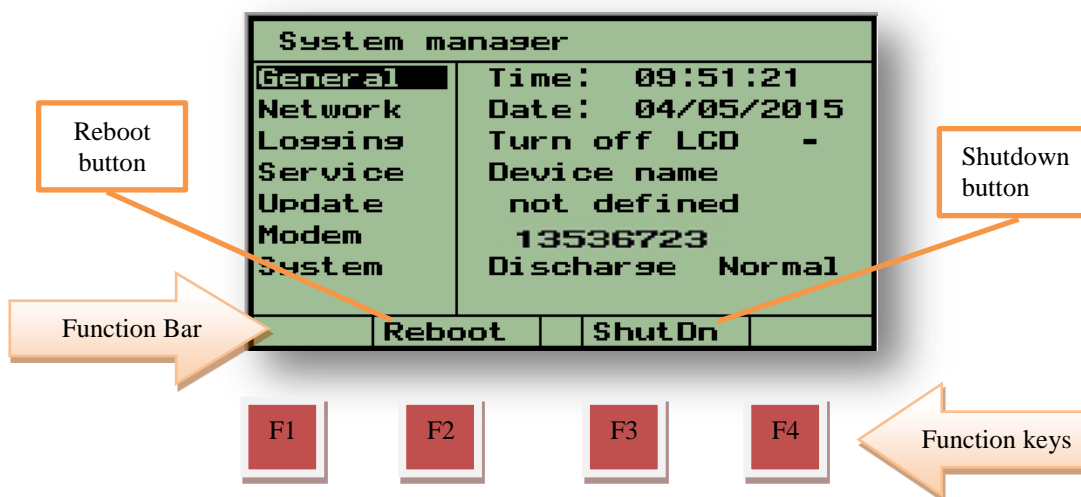 System manager
General
Network
Logging
Service
Update
Modem
System
Time: 09:51:21
Date: 04/05/2015
Turn off LCD -
Device name
not defined
13536723
Discharge Normal
Reboot ShutDn
Reboot
button
Shutdown
button
Function Bar
F1 F2 F3 F4
Function keys